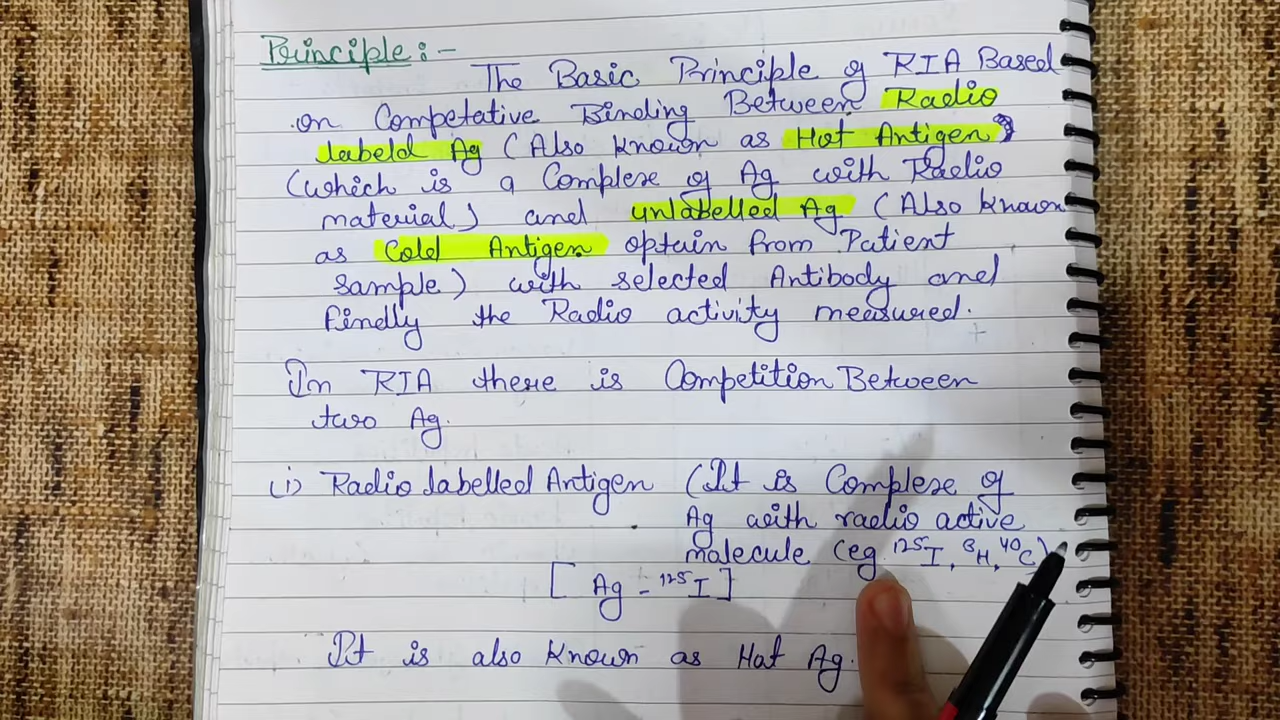 Principle:-
The Basic Principle of RIA Based
on Competative Binding Between Radio
labeld Ag (Also known as Hot Antigen)
(which is a Complexe of Ag with Radio
material) and unlabelled Ag (Also known
as Cold Antigen optain from Patient
sample) with selected Antibody and
findly the Radio activity measured.
In RIA there is Competition Between
two Ag.
(i) Radio labelled Antigen (It is Complexe of
Ag with radio active
malecule (eg. ¹²⁵I, ³H, ⁴⁰C)
[Ag - ¹²⁵I]
It is also known as Hot Ag.